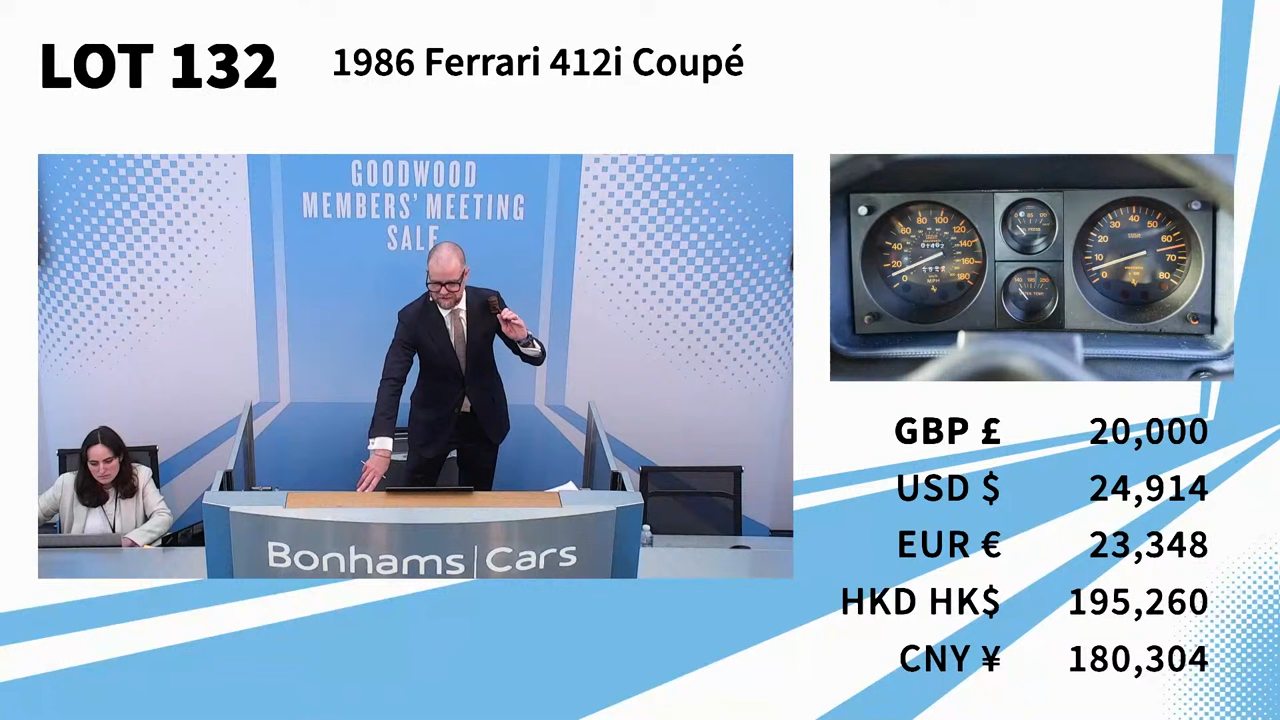 LOT 132
1986 Ferrari 412i Coupé
GOODWOOD
MEMBERS' MEETING
SALE
Bonhams | Cars
GBP £ 20,000
USD $ 24,914
EUR € 23,348
HKD HK$ 195,260
CNY ¥ 180,304